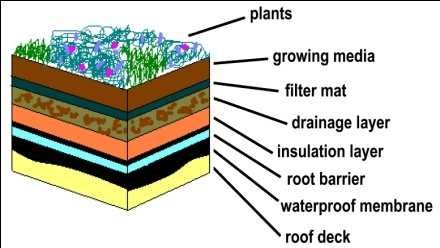 plants
growing media
filter mat
drainage layer
insulation layer
root barrier
waterproof membrane
roof deck